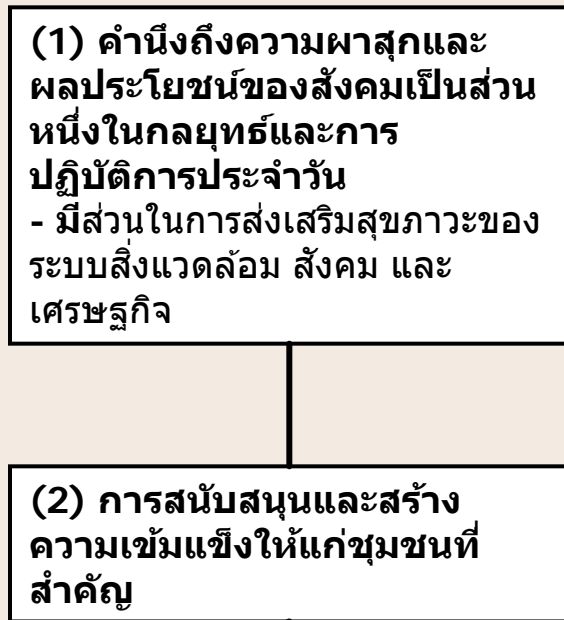 (1) คำนึงถึงความผาสุกและ
ผลประโยชน์ของสังคมเป็นส่วน
หนึ่งในกลยุทธ์และการ
ปฏิบัติการประจำวัน
- มีส่วนในการส่งเสริมสุขภาวะของ
ระบบสิ่งแวดล้อม สังคม และ
เศรษฐกิจ
(2) การสนับสนุนและสร้าง
ความเข้มแข็งให้แก่ชุมชนที่
สำคัญ